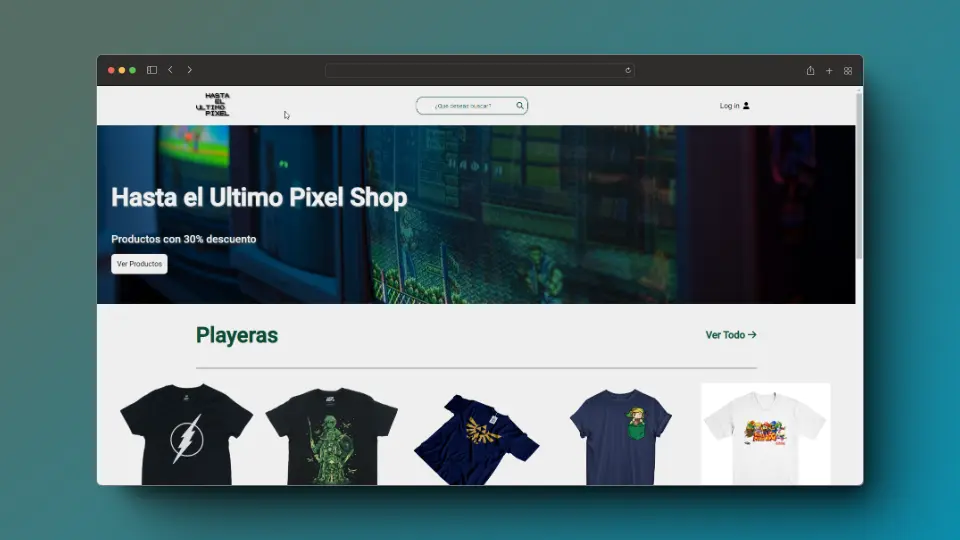 HASTA
EL
ULTIMO
PIXEL
¿Que deseas buscar?
Log in
Hasta el Ultimo Pixel Shop
Productos con 30% descuento
Ver Productos
Playeras
Ver Todo →